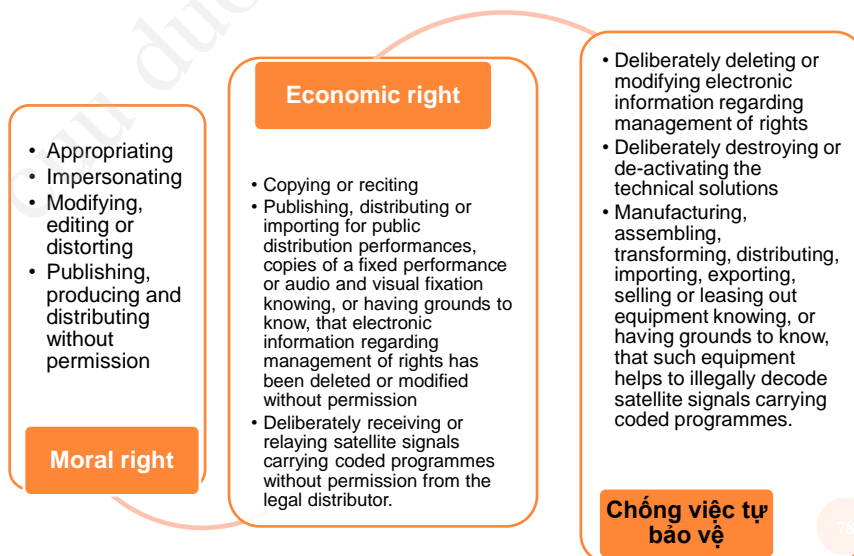 • Appropriating
• Impersonating
• Modifying,
editing or
distorting
• Publishing,
producing and
distributing
without
permission
Moral right
Economic right
• Copying or reciting
• Publishing, distributing or
importing for public
distribution performances,
copies of a fixed performance
or audio and visual fixation
knowing, or having grounds to
know, that electronic
information regarding
management of rights has
been deleted or modified
without permission
• Deliberately receiving or
relaying satellite signals
carrying coded programmes
without permission from the
legal distributor.
• Deliberately deleting or
modifying electronic
information regarding
management of rights
• Deliberately destroying or
de-activating the
technical solutions
• Manufacturing,
assembling,
transforming, distributing,
importing, exporting,
selling or leasing out
equipment knowing, or
having grounds to know,
that such equipment
helps to illegally decode
satellite signals carrying
coded programmes.
Chống việc tự
bảo vệ
78